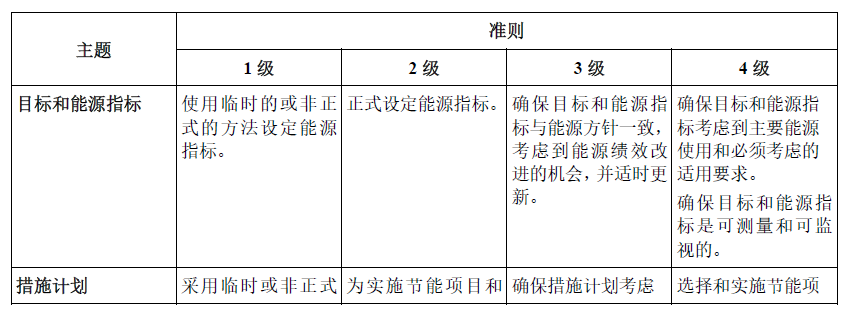 主题
准则
1 级
2 级
3 级
4 级
目标和能源指标
使用临时的或非正
式的方法设定能源
指标。
正式设定能源指标。
确保目标和能源指
标与能源方针一致，
考虑到能源绩效改
进的机会，并适时更
新。
确保目标和能源指
标考虑到主要能源
使用和必须考虑的
适用要求。
确保目标和能源指
标是可测量和可监
视的。
措施计划
采用临时或非正式
为实施节能项目和
确保措施计划考虑
选择和实施节能项